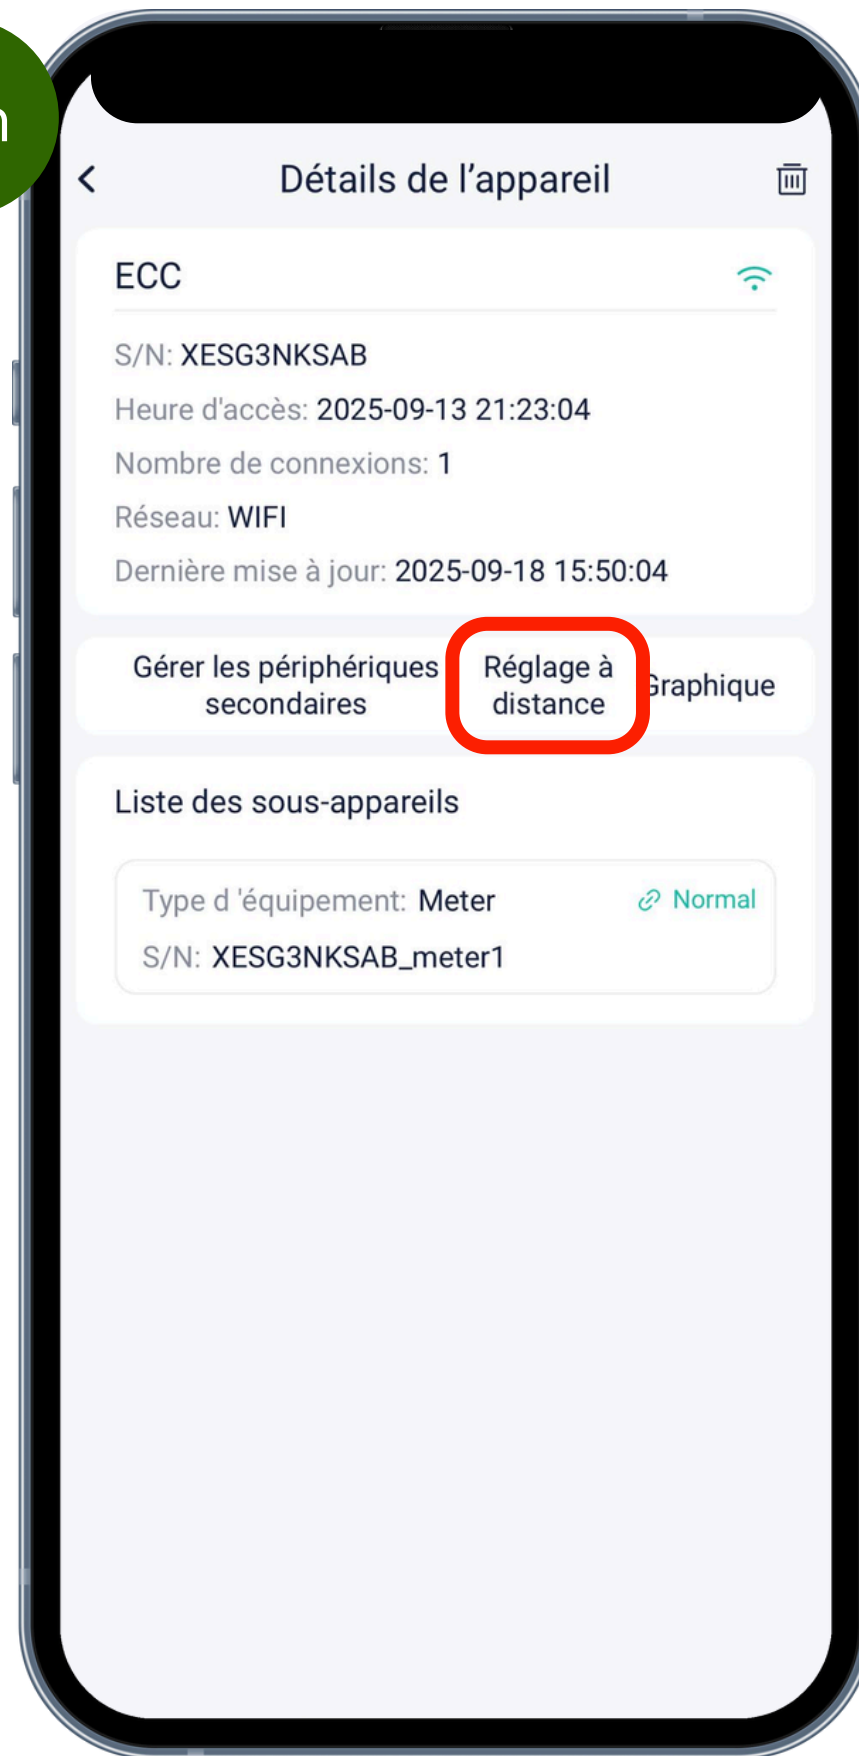 Détails de l’appareil
ECC
S/N: XESG3NKSAB
Heure d'accès: 2025-09-13 21:23:04
Nombre de connexions: 1
Réseau: WIFI
Dernière mise à jour: 2025-09-18 15:50:04
Gérer les périphériques
secondaires
Réglage à
distance
Graphique
Liste des sous-appareils
Type d 'équipement: Meter
Normal
S/N: XESG3NKSAB_meter1